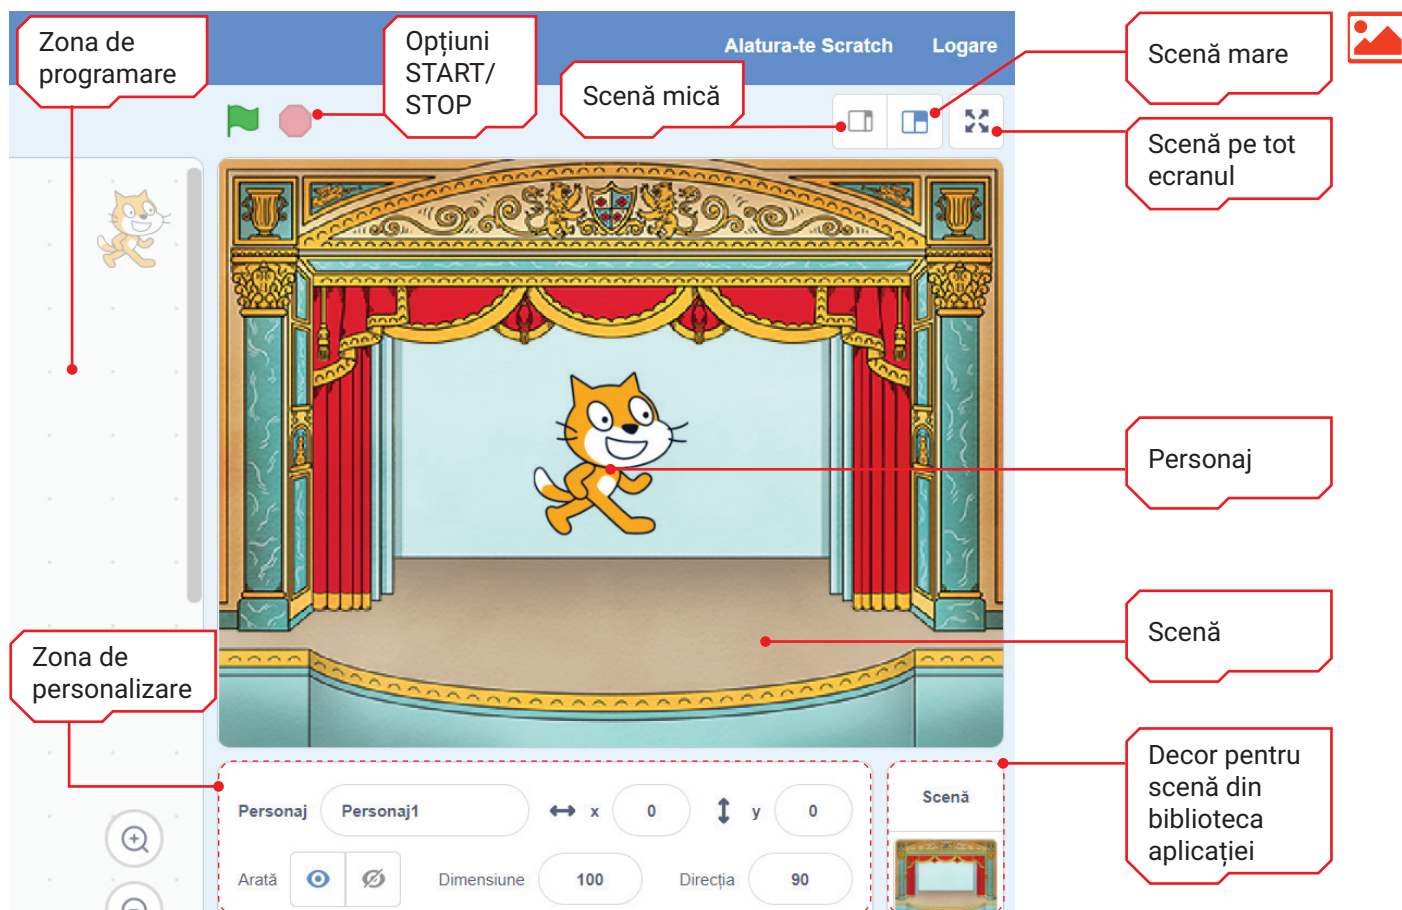 Zona de
programare
Opțiuni
START/
STOP
Alatura-te Scratch
Logare
Scenă mare
Scenă mică
Scenă pe tot
ecranul
Personaj
Scenă
Zona de
personalizare
Decor pentru
scenă din
biblioteca
aplicației
Personaj Personaj1 x 0 y 0
Scenă
Arată Dimensiune 100 Direcția 90